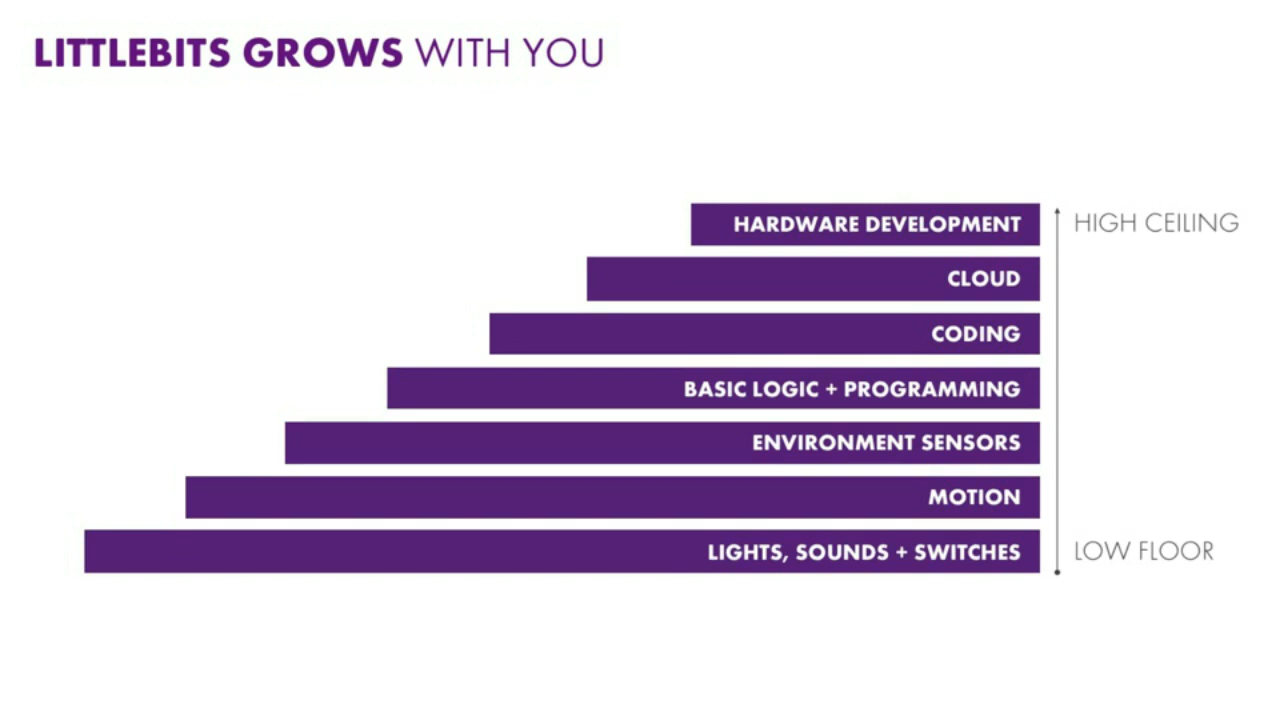 LITTLEBITS GROWS WITH YOU
HARDWARE DEVELOPMENT
HIGH CEILING
CLOUD
CODING
BASIC LOGIC + PROGRAMMING
ENVIRONMENT SENSORS
MOTION
LIGHTS, SOUNDS + SWITCHES
LOW FLOOR